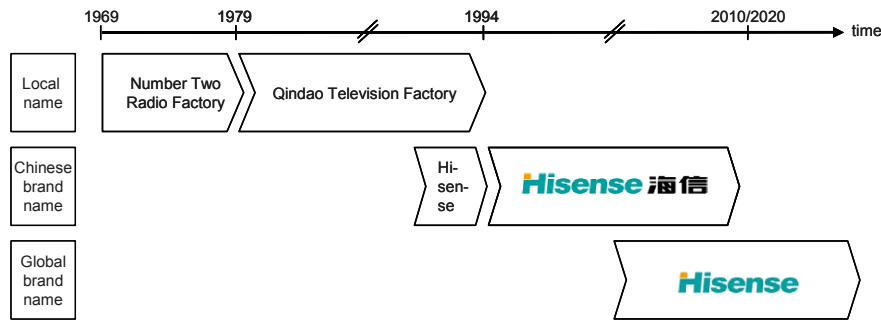 1969 1979 1994 2010/2020
time
Local
name
Number Two
Radio Factory
Qindao Television Factory
Chinese
brand
name
Hi-
sen-
se
Hisense 海信
Global
brand
name
Hisense